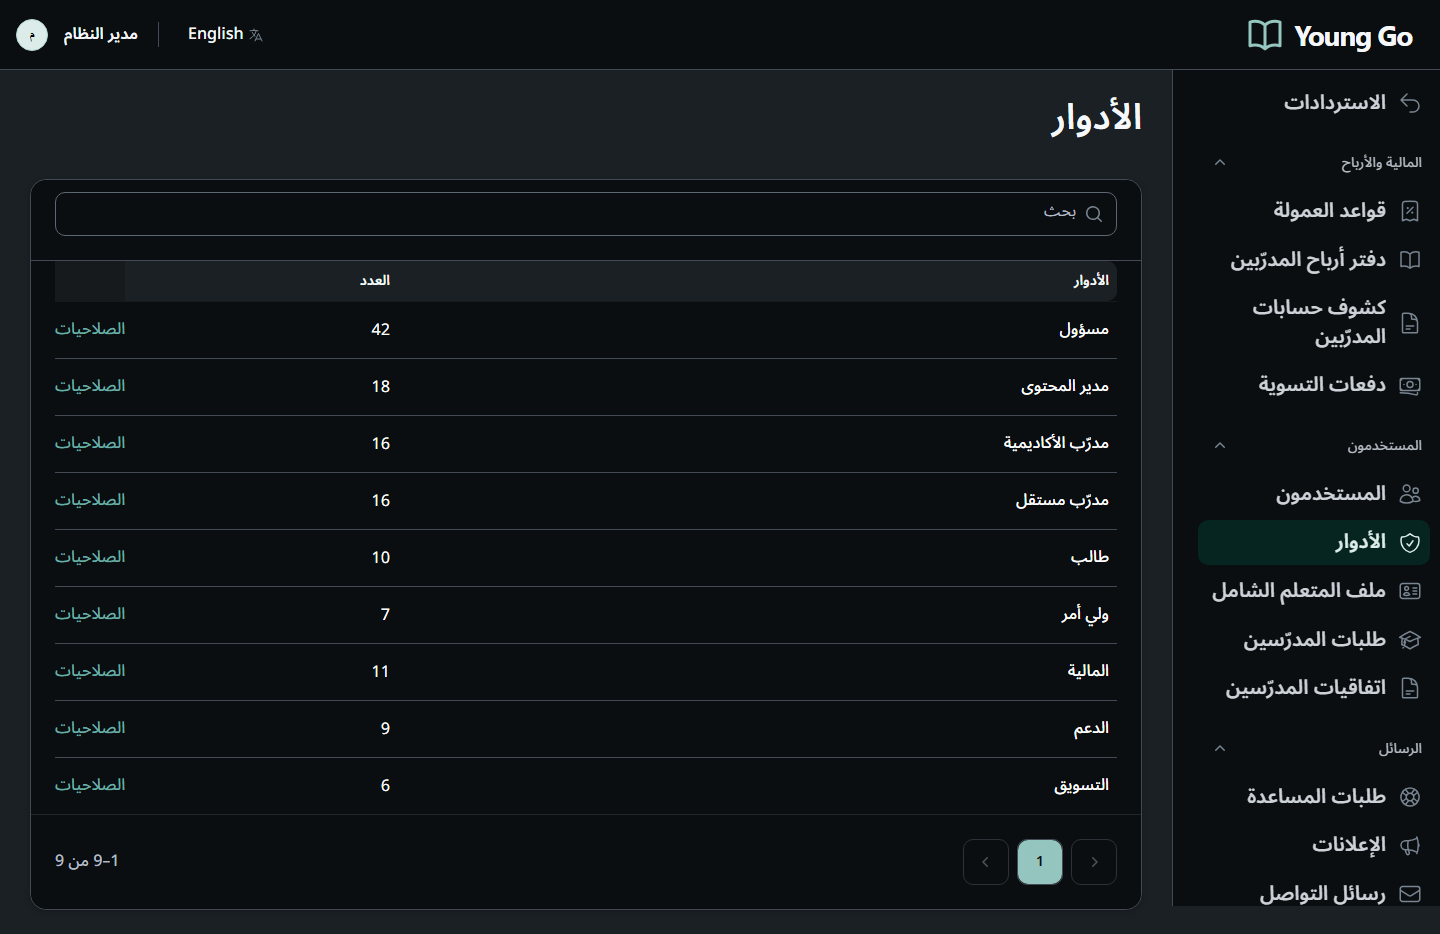 Young Go
English
مدير النظام
م
الاستردادات
المالية والأرباح
قواعد العمولة
دفتر أرباح المدرّبين
كشوف حسابات
المدرّبين
دفعات التسوية
المستخدمون
المستخدمون
الأدوار
ملف المتعلم الشامل
طلبات المدرّسين
اتفاقيات المدرّسين
الرسائل
طلبات المساعدة
الإعلانات
رسائل التواصل
الأدوار
بحث
الأدوار العدد
مسؤول 42 الصلاحيات
مدير المحتوى 18 الصلاحيات
مدرّب الأكاديمية 16 الصلاحيات
مدرّب مستقل 16 الصلاحيات
طالب 10 الصلاحيات
ولي أمر 7 الصلاحيات
المالية 11 الصلاحيات
الدعم 9 الصلاحيات
التسويق 6 الصلاحيات
1
1–9 من 9